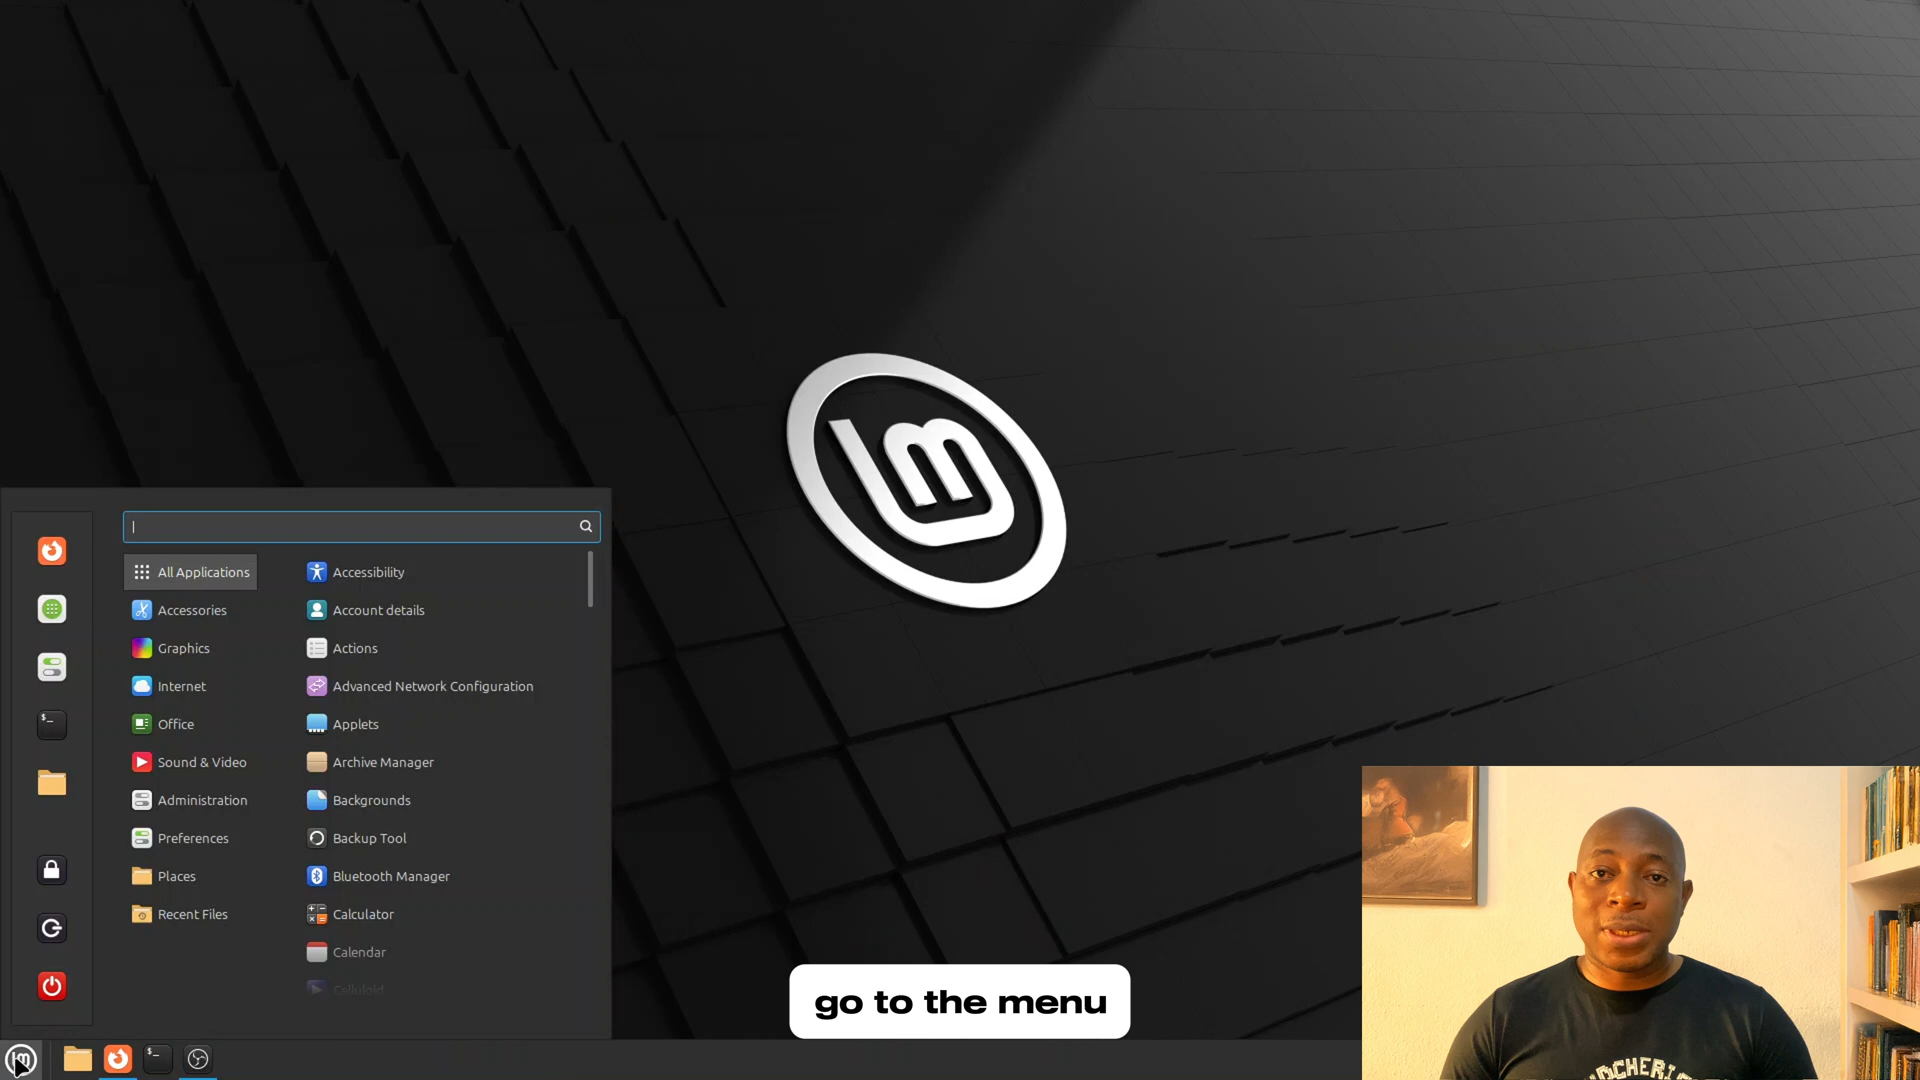 All Applications
Accessories
Graphics
Internet
Office
Sound & Video
Administration
Preferences
Places
Recent Files
Accessibility
Account details
Actions
Advanced Network Configuration
Applets
Archive Manager
Backgrounds
Backup Tool
Bluetooth Manager
Calculator
Calendar
Celluloid
go to the menu